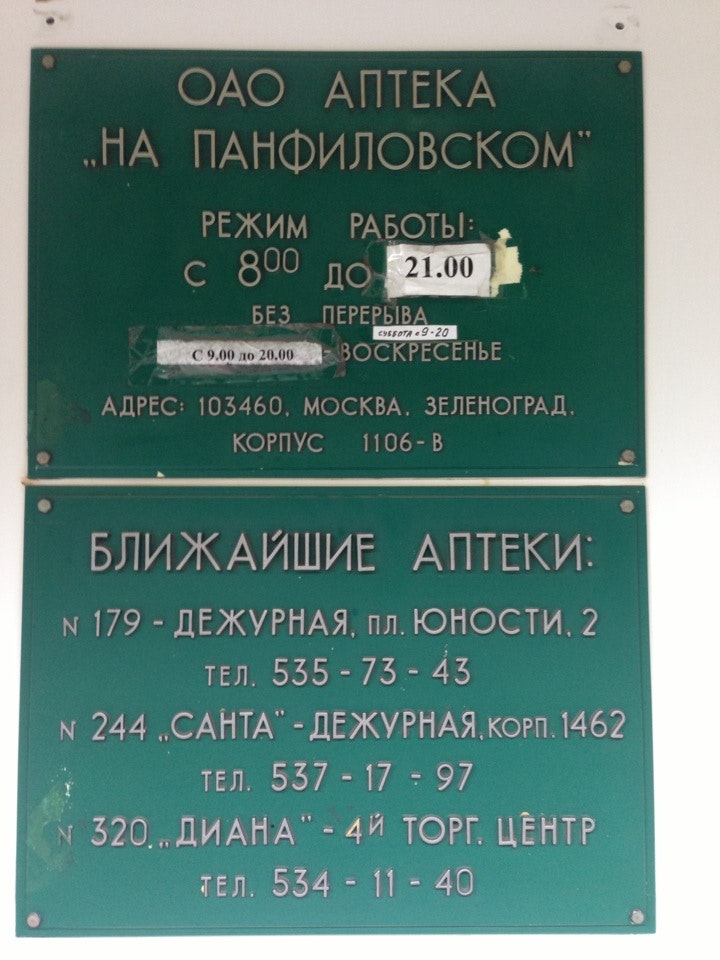 ОАО АПТЕКА
„НА ПАНФИЛОВСКОМ"
РЕЖИМ РАБОТЫ:
С 8⁰⁰ ДО 21.00
БЕЗ ПЕРЕРЫВА
СУББОТА с 9-20
С 9.00 до 20.00 - ВОСКРЕСЕНЬЕ
АДРЕС: 103460, МОСКВА, ЗЕЛЕНОГРАД,
КОРПУС 1106-В
БЛИЖАЙШИЕ АПТЕКИ:
N 179 - ДЕЖУРНАЯ, пл. ЮНОСТИ, 2
ТЕЛ. 535 - 73 - 43
N 244 „САНТА" - ДЕЖУРНАЯ, КОРП. 1462
ТЕЛ. 537 - 17 - 97
N 320 „ДИАНА" - 4й ТОРГ. ЦЕНТР
ТЕЛ. 534 - 11 - 40